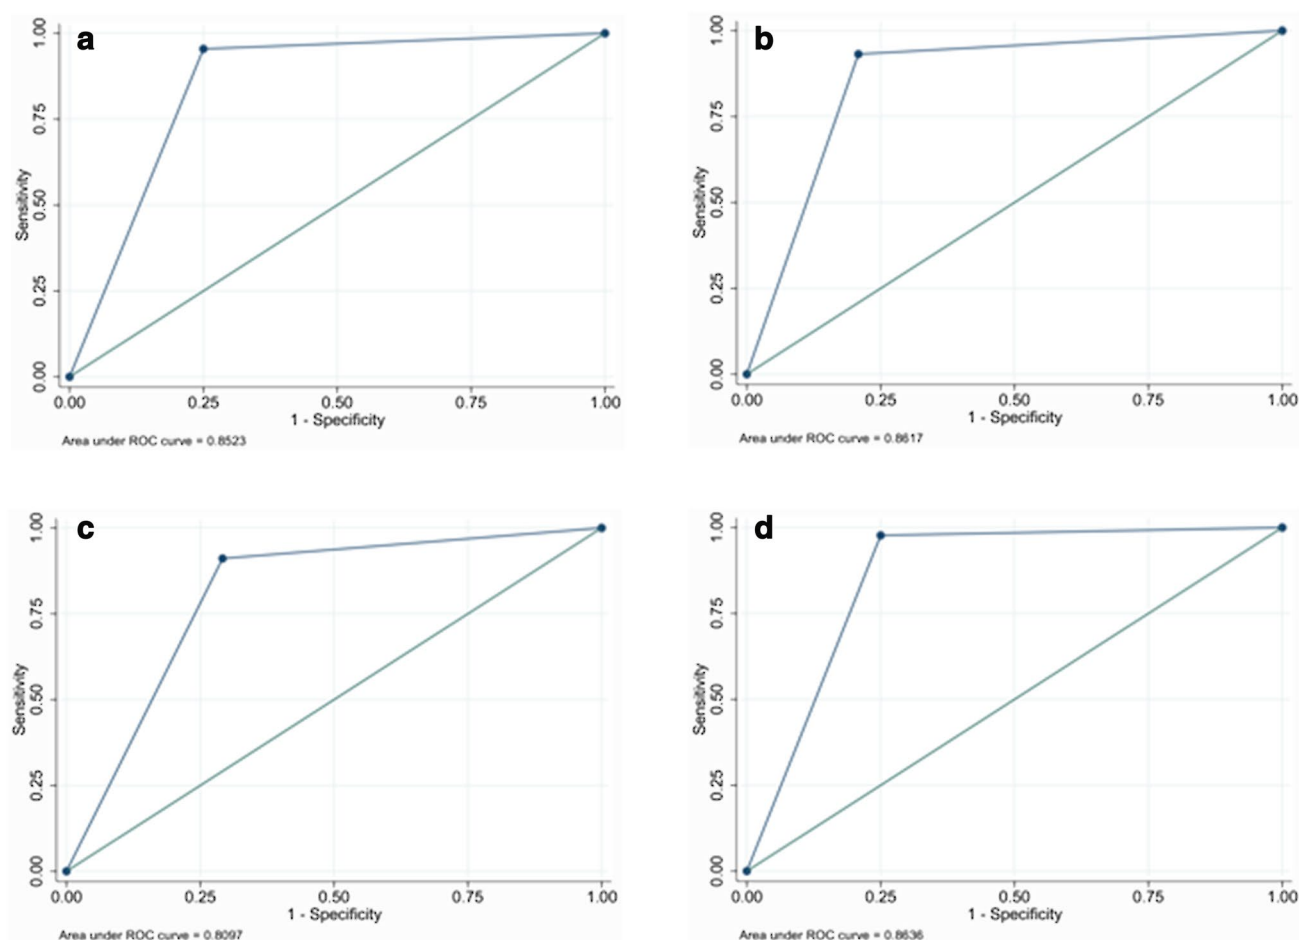 a
1.00
0.75
0.50
0.25
0.00
Sensitivity
0.00 0.25 0.50 0.75 1.00
1 - Specificity
Area under ROC curve = 0.8523
b
1.00
0.75
0.50
0.25
0.00
Sensitivity
0.00 0.25 0.50 0.75 1.00
1 - Specificity
Area under ROC curve = 0.8617
c
1.00
0.75
0.50
0.25
0.00
Sensitivity
0.00 0.25 0.50 0.75 1.00
1 - Specificity
Area under ROC curve = 0.8097
d
1.00
0.75
0.50
0.25
0.00
Sensitivity
0.00 0.25 0.50 0.75 1.00
1 - Specificity
Area under ROC curve = 0.8636